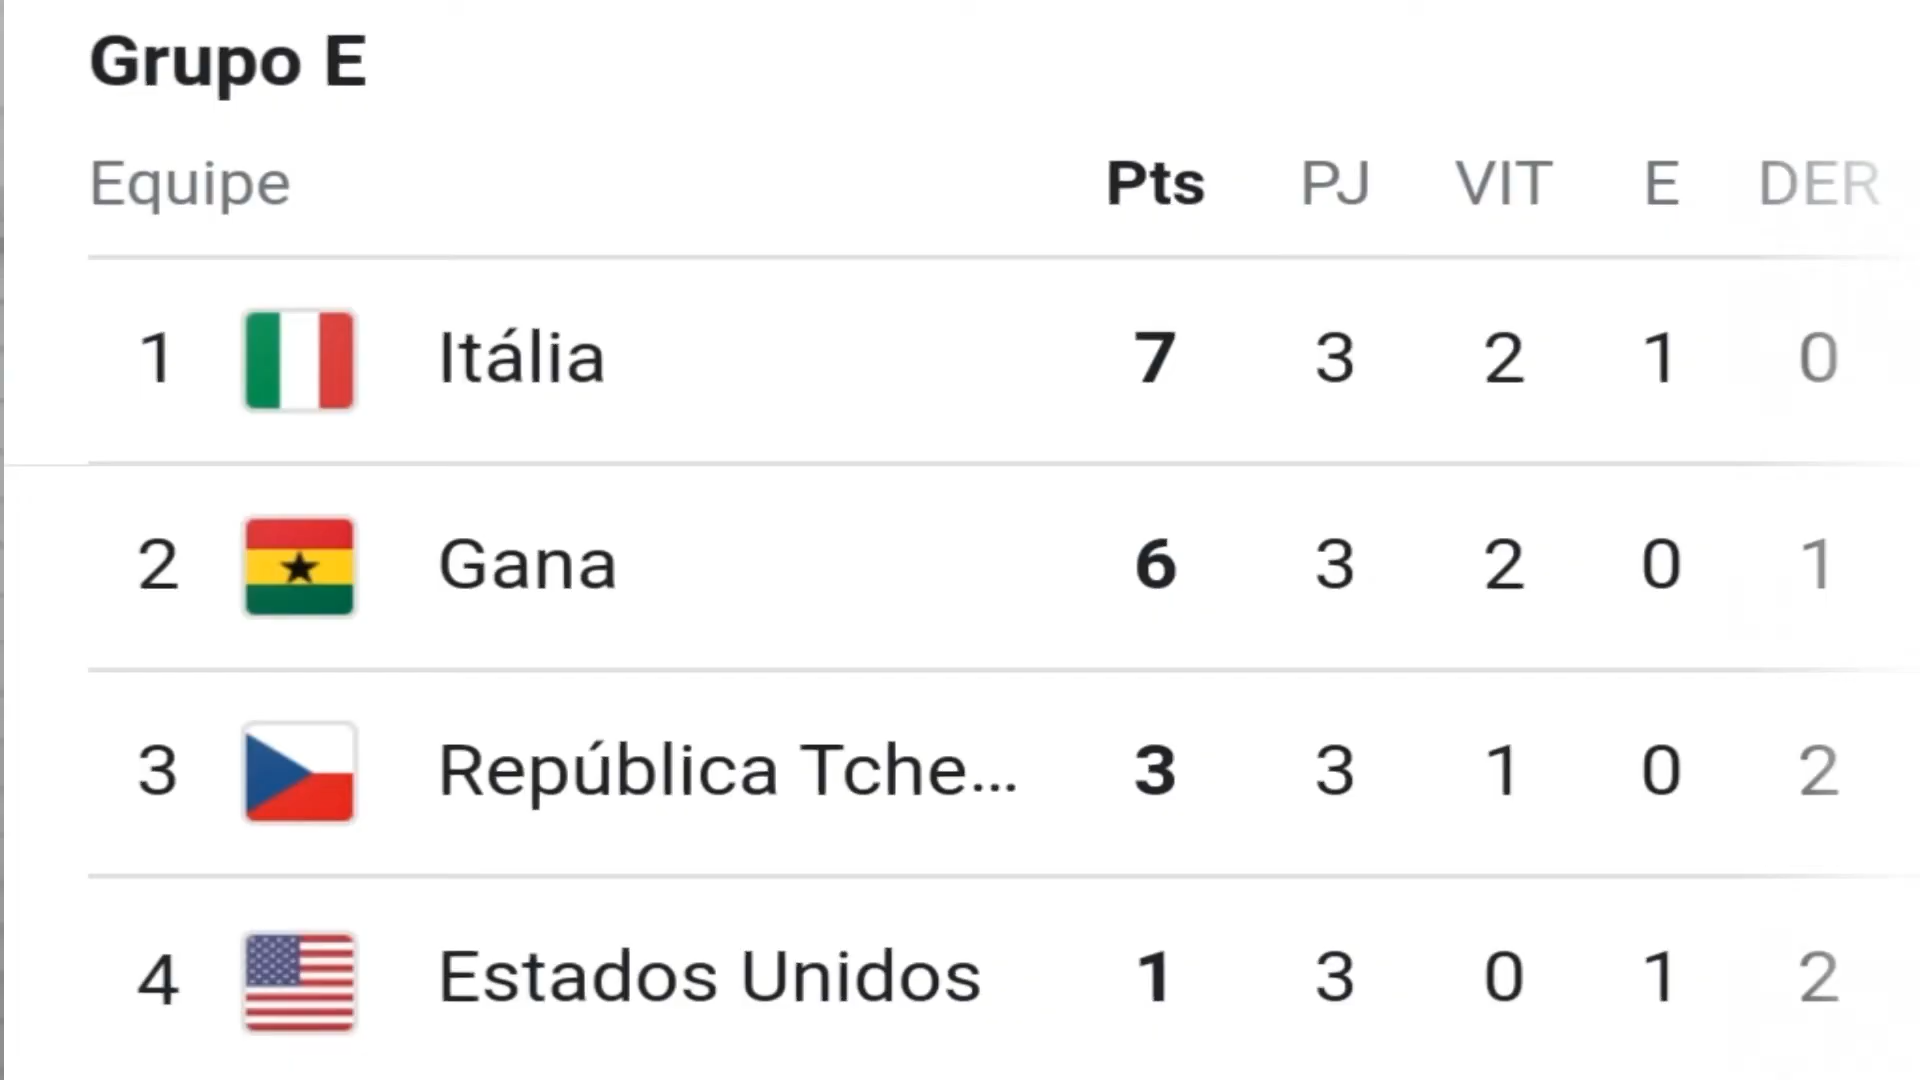 Grupo E
Equipe Pts PJ VIT E DER
1 Itália 7 3 2 1 0
2 Gana 6 3 2 0 1
3 República Tche... 3 3 1 0 2
4 Estados Unidos 1 3 0 1 2